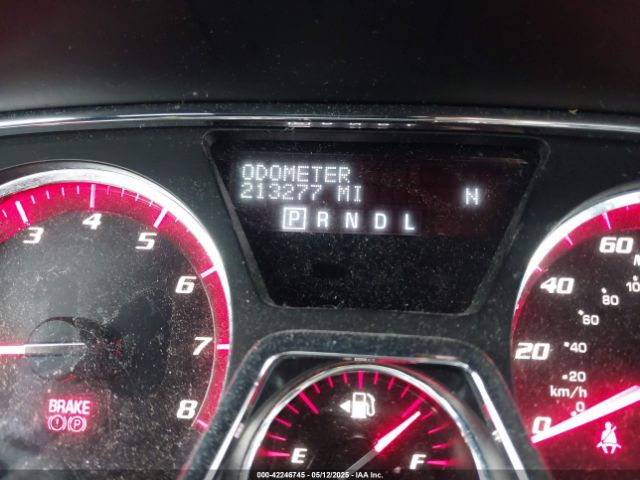 ODOMETER
213277 MI N
P R N D L
3 4 5 6 7 8
BRAKE
P
E F
60
40
20
0
100
80
60
40
20
km/h
0
000-42246745 - 05/12/2025 - IAA Inc.